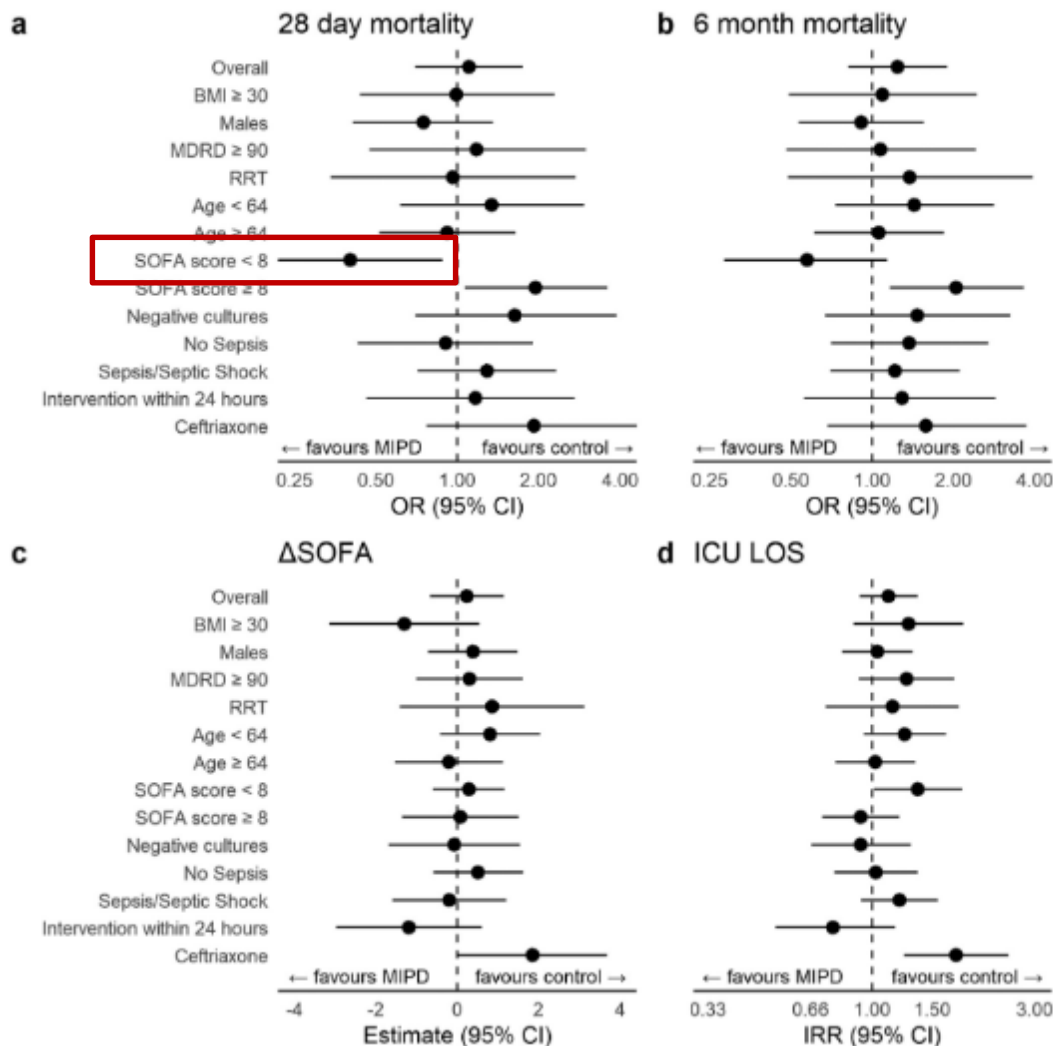 a 28 day mortality
Overall
BMI ≥ 30
Males
MDRD ≥ 90
RRT
Age < 64
Age ≥ 64
SOFA score < 8
SOFA score ≥ 8
Negative cultures
No Sepsis
Sepsis/Septic Shock
Intervention within 24 hours
Ceftriaxone
← favours MIPD favours control →
0.25 0.50 1.00 2.00 4.00
OR (95% CI)
b 6 month mortality
← favours MIPD favours control →
0.25 0.50 1.00 2.00 4.00
OR (95% CI)
c ΔSOFA
Overall
BMI ≥ 30
Males
MDRD ≥ 90
RRT
Age < 64
Age ≥ 64
SOFA score < 8
SOFA score ≥ 8
Negative cultures
No Sepsis
Sepsis/Septic Shock
Intervention within 24 hours
Ceftriaxone
← favours MIPD favours control →
-4 -2 0 2 4
Estimate (95% CI)
d ICU LOS
← favours MIPD favours control →
0.33 0.66 1.00 1.50 3.00
IRR (95% CI)